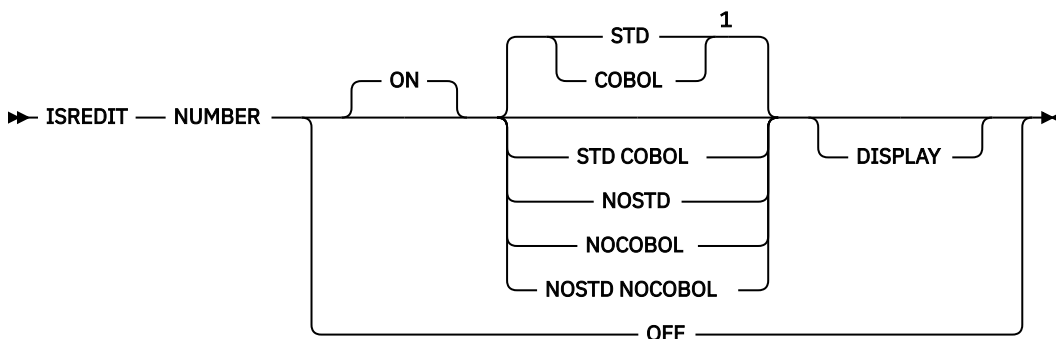 1
STD
COBOL
ON
ISREDIT NUMBER
STD COBOL
DISPLAY
NOSTD
NOCOBOL
NOSTD NOCOBOL
OFF